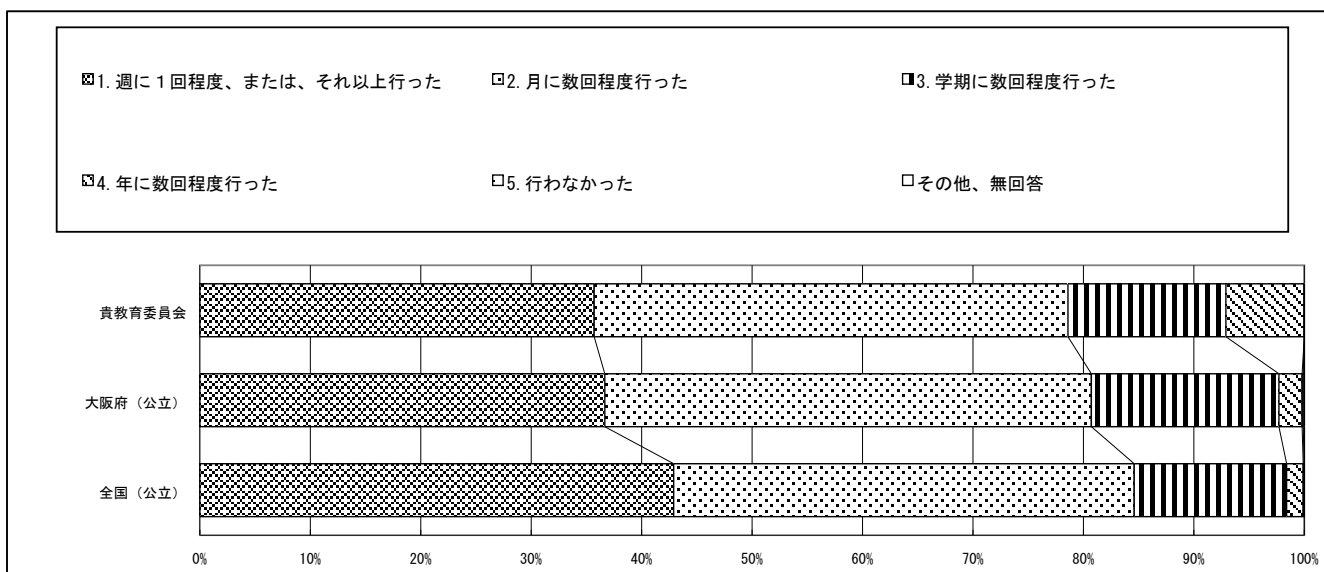 1. 週に１回程度、または、それ以上行った 2. 月に数回程度行った 3. 学期に数回程度行った
4. 年に数回程度行った 5. 行わなかった その他、無回答
貴教育委員会
大阪府（公立）
全国（公立）
0% 10% 20% 30% 40% 50% 60% 70% 80% 90% 100%